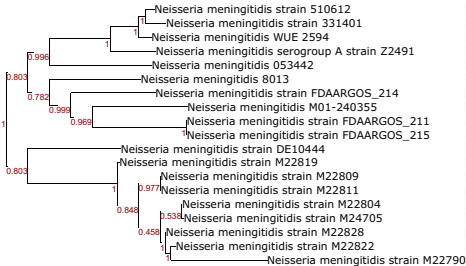 Neisseria meningitidis strain 510612
1
Neisseria meningitidis strain 331401
1
Neisseria meningitidis WUE 2594
1
Neisseria meningitidis serogroup A strain Z2491
0.996
Neisseria meningitidis 053442
0.803
Neisseria meningitidis 8013
0.782
Neisseria meningitidis strain FDAARGOS_214
0.999
Neisseria meningitidis M01-240355
0.969
Neisseria meningitidis strain FDAARGOS_211
1
Neisseria meningitidis strain FDAARGOS_215
1
Neisseria meningitidis strain DE10444
0.803
Neisseria meningitidis strain M22819
1
Neisseria meningitidis strain M22809
0.977
Neisseria meningitidis strain M22811
0.848
Neisseria meningitidis strain M22804
0.538
Neisseria meningitidis strain M24705
0.458
Neisseria meningitidis strain M22828
1
Neisseria meningitidis strain M22822
1
Neisseria meningitidis strain M22790